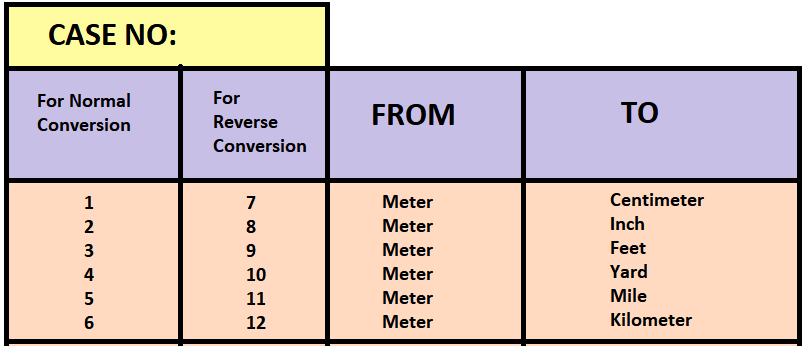 CASE NO:
For Normal
Conversion
For
Reverse
Conversion
FROM
TO
1 7 Meter Centimeter
2 8 Meter Inch
3 9 Meter Feet
4 10 Meter Yard
5 11 Meter Mile
6 12 Meter Kilometer